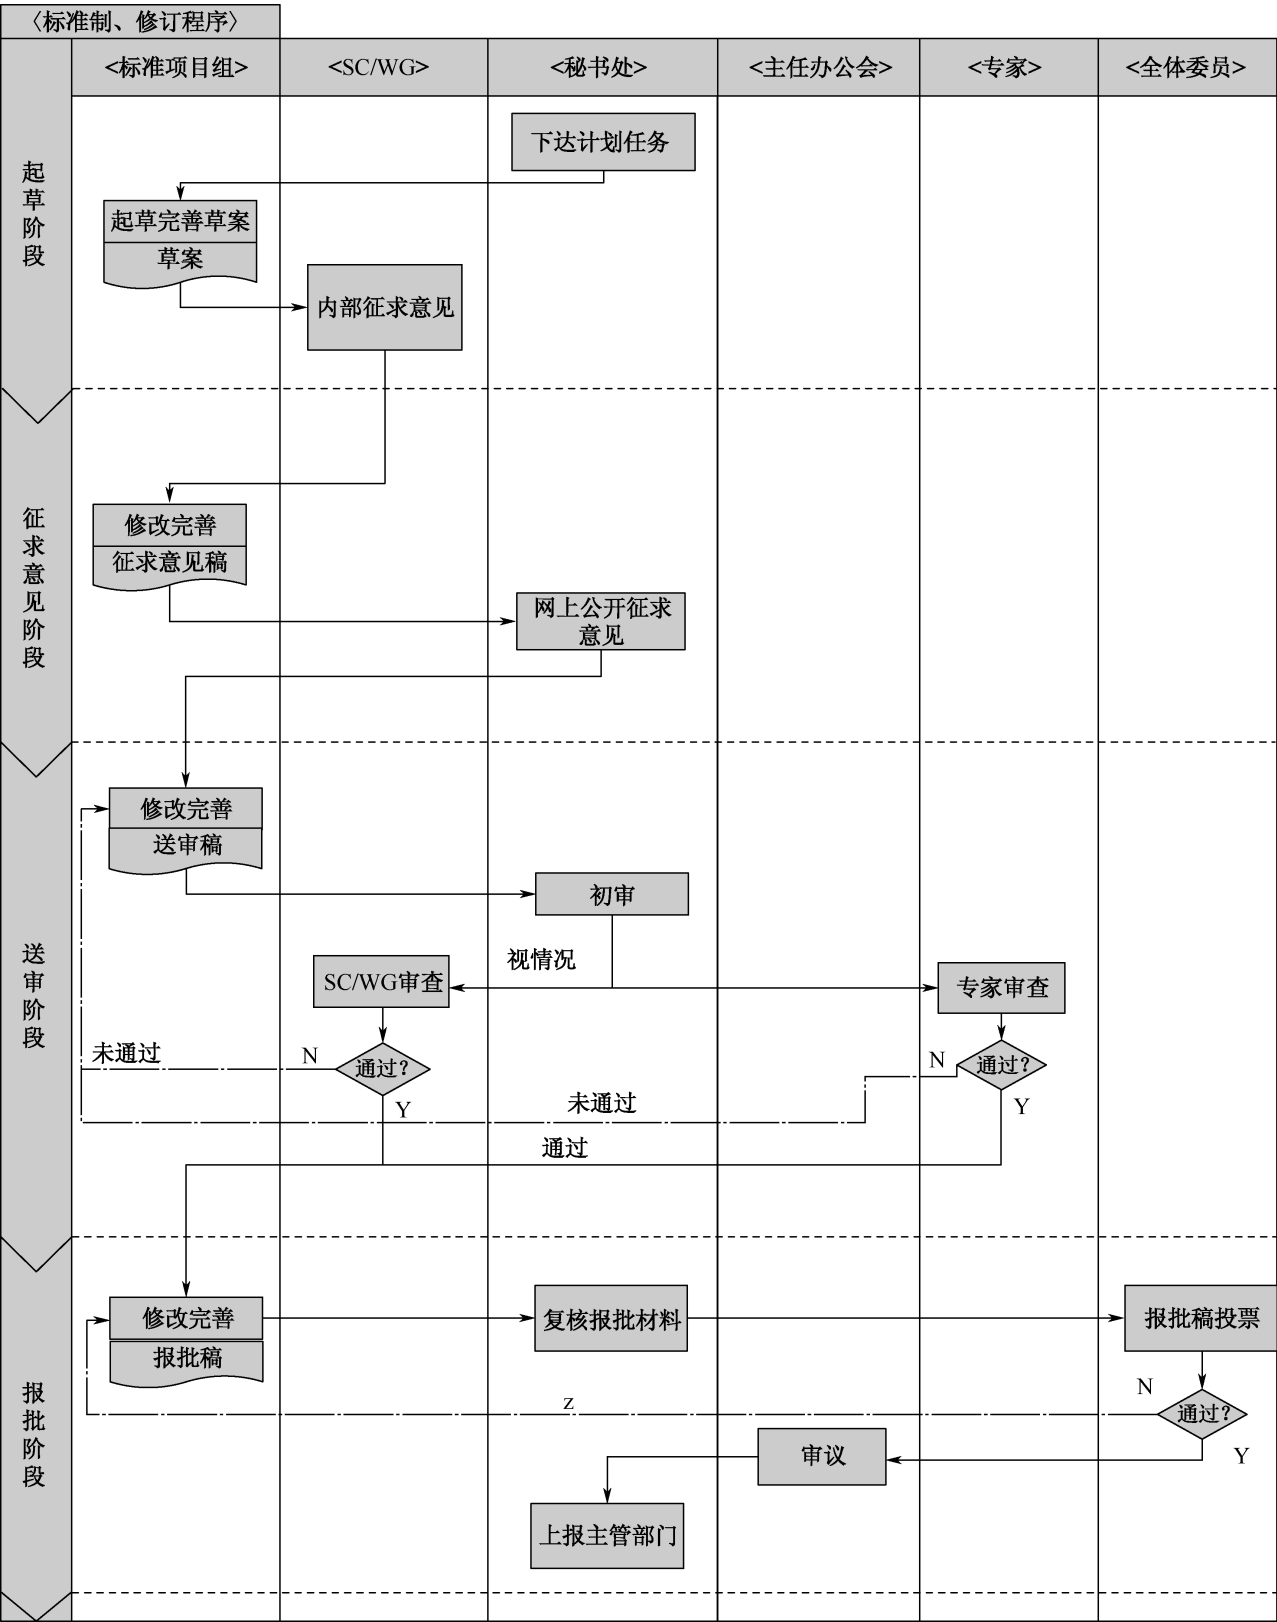 〈标准制、修订程序〉
<标准项目组>
<SC/WG>
<秘书处>
<主任办公会>
<专家>
<全体委员>
起草阶段
下达计划任务
起草完善草案
草案
内部征求意见
征求意见阶段
修改完善
征求意见稿
网上公开征求
意见
送审阶段
修改完善
送审稿
初审
视情况
SC/WG审查
专家审查
未通过
N
通过?
N
通过?
Y
未通过
Y
通过
报批阶段
修改完善
报批稿
复核报批材料
报批稿投票
N
z
通过?
Y
审议
上报主管部门